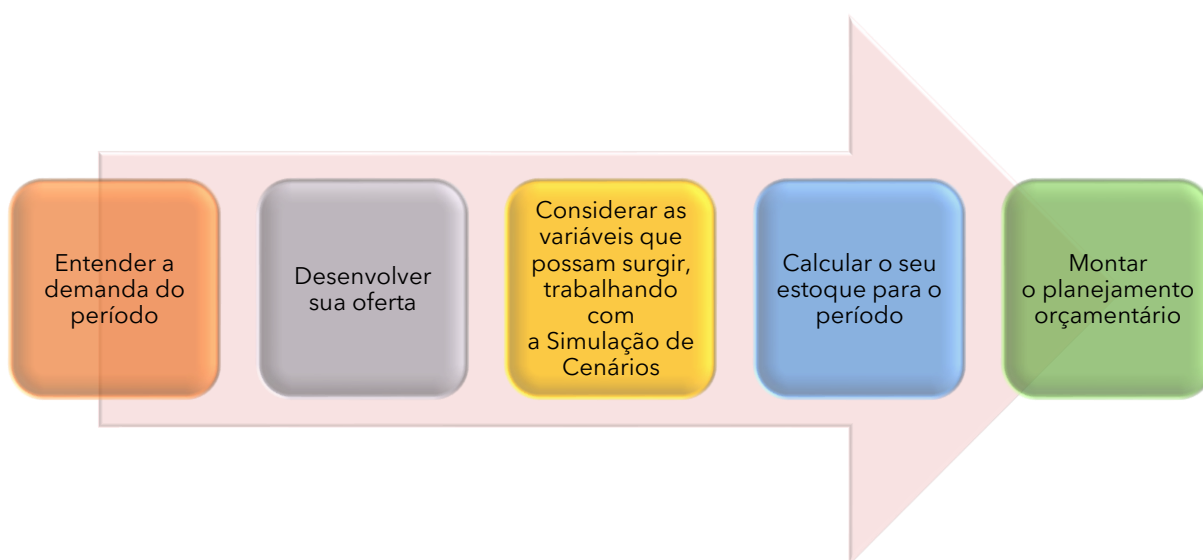 Entender a
demanda do
período
Desenvolver
sua oferta
Considerar as
variáveis que
possam surgir,
trabalhando
com
a Simulação de
Cenários
Calcular o seu
estoque para o
período
Montar
o planejamento
orçamentário